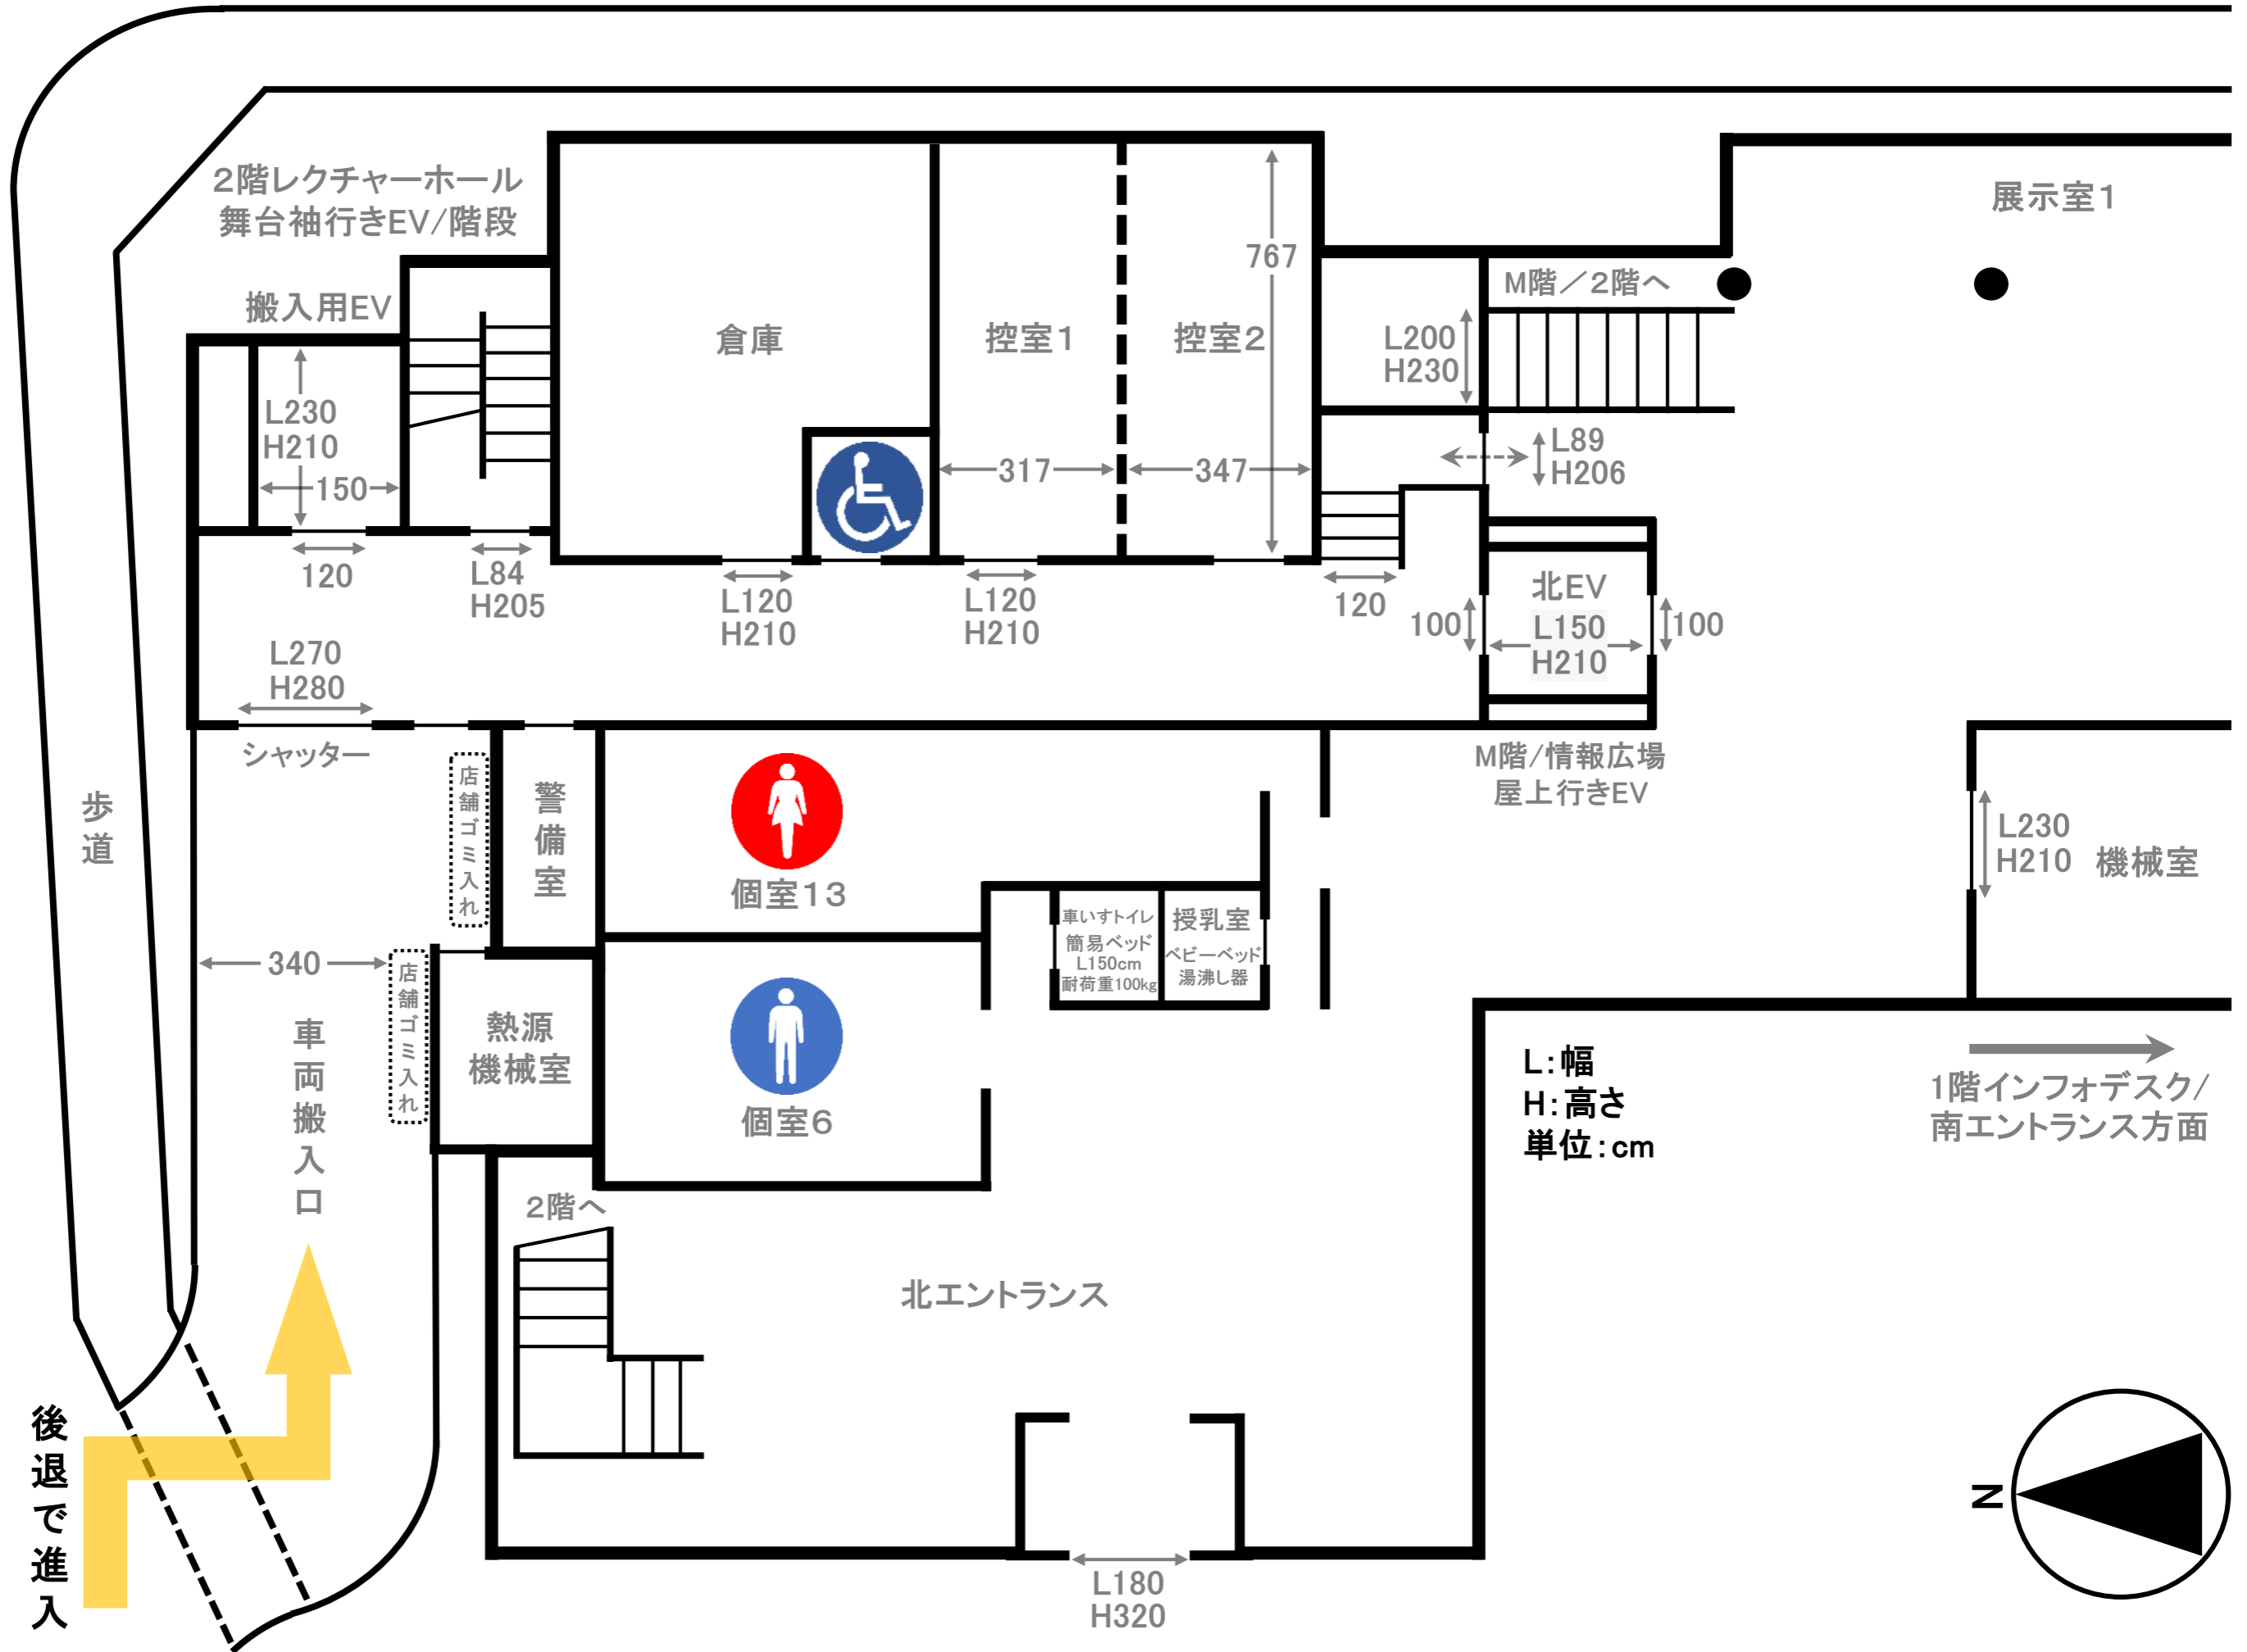 2階レクチャーホール
舞台袖行きEV/階段
展示室1
搬入用EV
M階／2階へ
767
倉庫
控室1
控室2
L200
H230
L230
H210
150
317
347
L89
H206
120
L84
H205
L120
H210
L120
H210
120
100
北EV
L150
H210
100
L270
H280
シャッター
M階/情報広場
屋上行きEV
歩道
店舗ゴミ入れ
警備室
個室13
L230
H210
機械室
車いすトイレ
簡易ベッド
L150cm
耐荷重100kg
授乳室
ベビーベッド
湯沸し器
340
店舗ゴミ入れ
車両搬入口
熱源
機械室
個室6
L:幅
H:高さ
単位:cm
1階インフォデスク/
南エントランス方面
2階へ
北エントランス
後退で進入
L180
H320
N